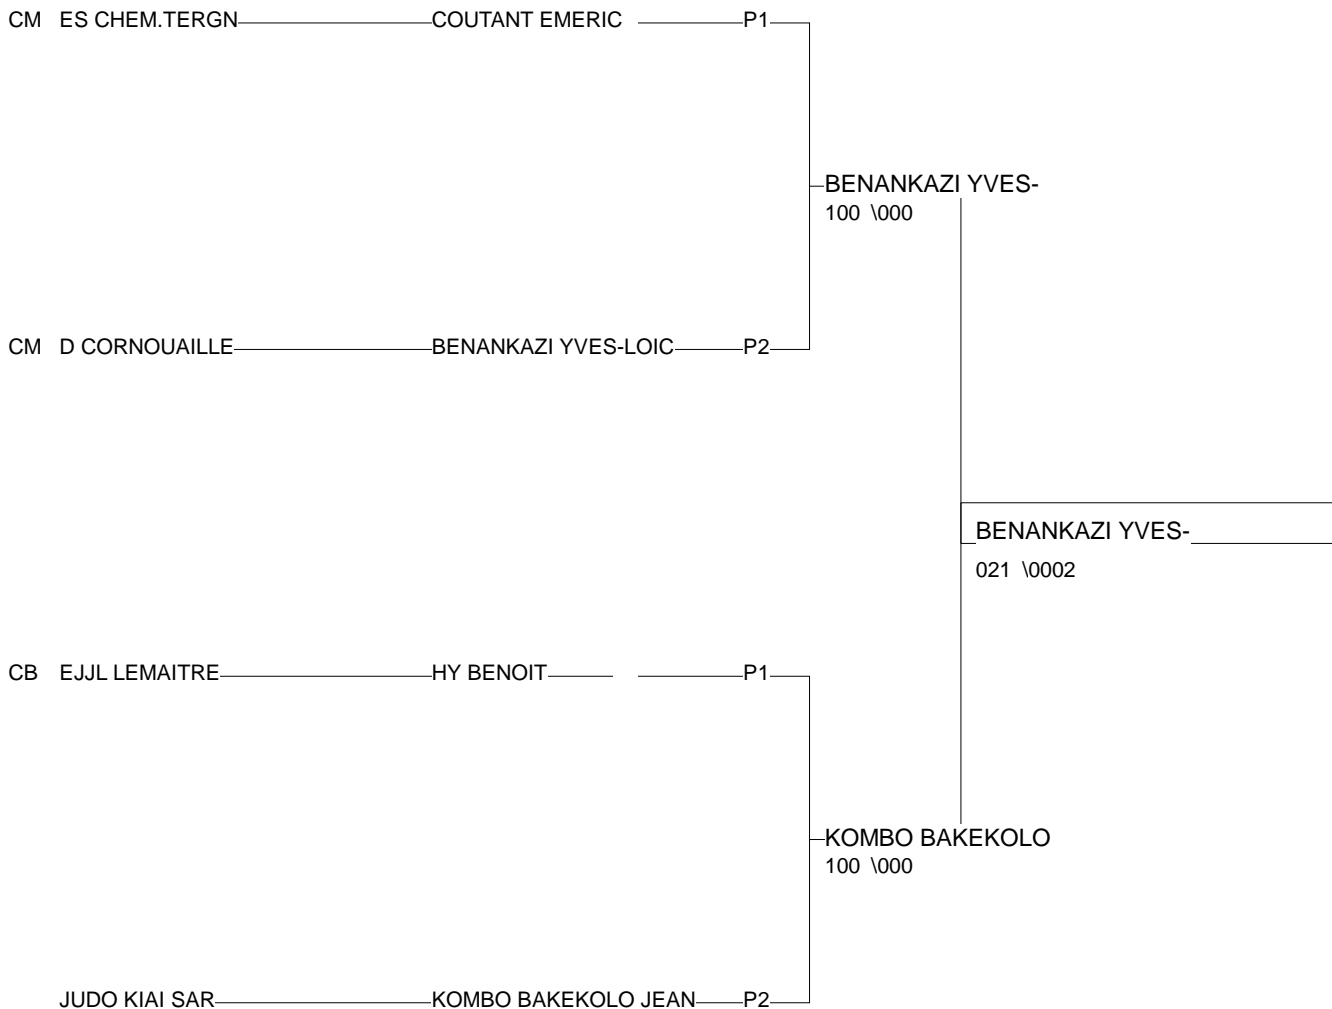 CM ES CHEM.TERGN COUTANT EMERIC P1
BENANKAZI YVES-
100 \000
CM D CORNOUAILLE BENANKAZI YVES-LOIC P2
BENANKAZI YVES-
021 \0002
CB EJJL LEMAITRE HY BENOIT P1
KOMBO BAKEKOLO
100 \000
JUDO KIAI SAR KOMBO BAKEKOLO JEAN P2